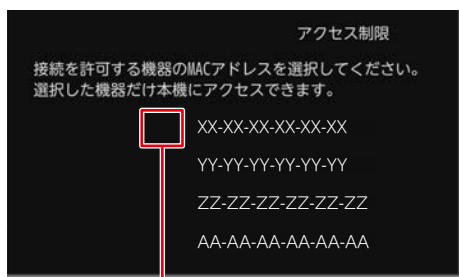 アクセス制限
接続を許可する機器のMACアドレスを選択してください。
選択した機器だけ本機にアクセスできます。
XX-XX-XX-XX-XX-XX
YY-YY-YY-YY-YY-YY
ZZ-ZZ-ZZ-ZZ-ZZ-ZZ
AA-AA-AA-AA-AA-AA